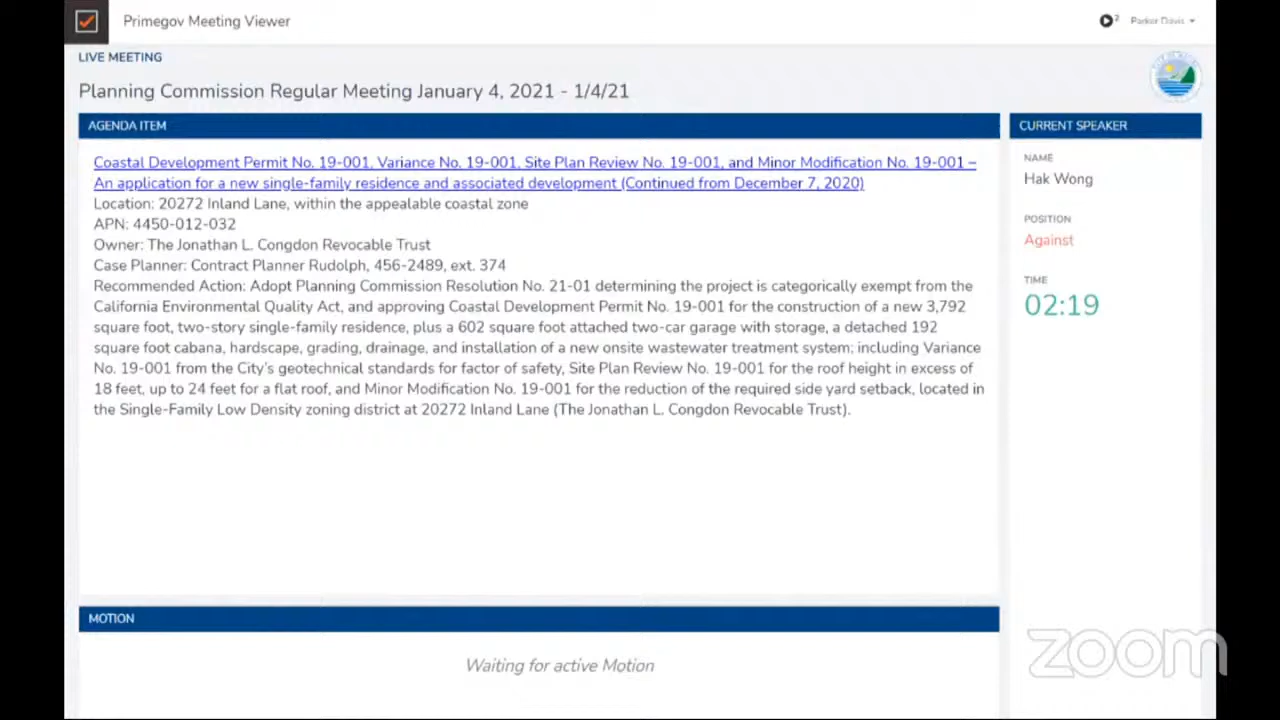 Primegov Meeting Viewer
2
Parker Davis
LIVE MEETING
Planning Commission Regular Meeting January 4, 2021 - 1/4/21
AGENDA ITEM
Coastal Development Permit No. 19-001, Variance No. 19-001, Site Plan Review No. 19-001, and Minor Modification No. 19-001 –
An application for a new single-family residence and associated development (Continued from December 7, 2020)
Location: 20272 Inland Lane, within the appealable coastal zone
APN: 4450-012-032
Owner: The Jonathan L. Congdon Revocable Trust
Case Planner: Contract Planner Rudolph, 456-2489, ext. 374
Recommended Action: Adopt Planning Commission Resolution No. 21-01 determining the project is categorically exempt from the
California Environmental Quality Act, and approving Coastal Development Permit No. 19-001 for the construction of a new 3,792
square foot, two-story single-family residence, plus a 602 square foot attached two-car garage with storage, a detached 192
square foot cabana, hardscape, grading, drainage, and installation of a new onsite wastewater treatment system; including Variance
No. 19-001 from the City's geotechnical standards for factor of safety, Site Plan Review No. 19-001 for the roof height in excess of
18 feet, up to 24 feet for a flat roof, and Minor Modification No. 19-001 for the reduction of the required side yard setback, located in
the Single-Family Low Density zoning district at 20272 Inland Lane (The Jonathan L. Congdon Revocable Trust).
CURRENT SPEAKER
NAME
Hak Wong
POSITION
Against
TIME
02:19
MOTION
Waiting for active Motion
zoom